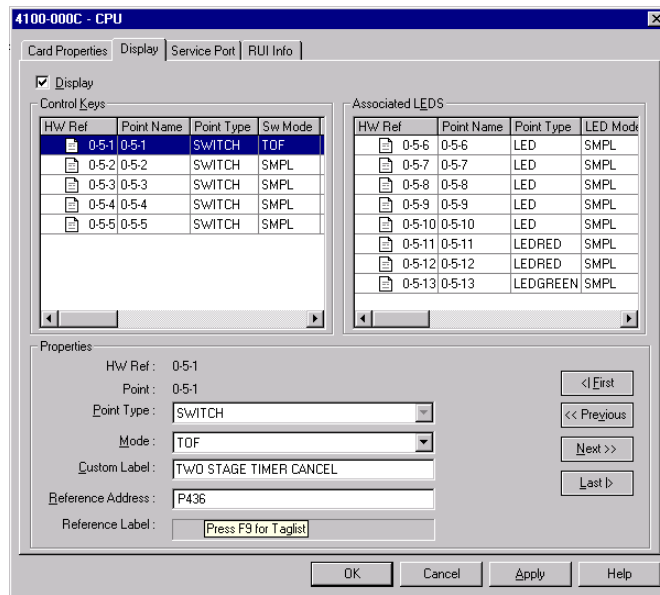 4100-000C - CPU
Card Properties Display Service Port RUI Info
Display
Control Keys
HW Ref Point Name Point Type Sw Mode
0-5-1 0-5-1 SWITCH TOF
0-5-2 0-5-2 SWITCH SMPL
0-5-3 0-5-3 SWITCH SMPL
0-5-4 0-5-4 SWITCH SMPL
0-5-5 0-5-5 SWITCH SMPL
Associated LEDS
HW Ref Point Name Point Type LED Mode
0-5-6 0-5-6 LED SMPL
0-5-7 0-5-7 LED SMPL
0-5-8 0-5-8 LED SMPL
0-5-9 0-5-9 LED SMPL
0-5-10 0-5-10 LED SMPL
0-5-11 0-5-11 LEDRED SMPL
0-5-12 0-5-12 LEDRED SMPL
0-5-13 0-5-13 LEDGREEN SMPL
Properties
HW Ref : 0-5-1
Point : 0-5-1
Point Type : SWITCH
Mode : TOF
Custom Label : TWO STAGE TIMER CANCEL
Reference Address : P436
Reference Label :
Press F9 for Taglist
<| First
<< Previous
Next >>
Last |>
OK Cancel Apply Help